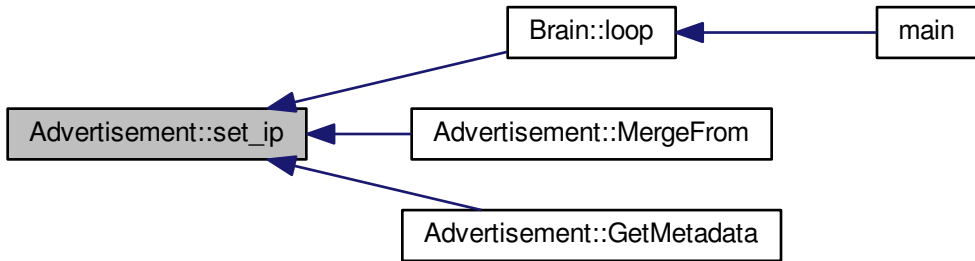 Brain::loop
main
Advertisement::set_ip
Advertisement::MergeFrom
Advertisement::GetMetadata